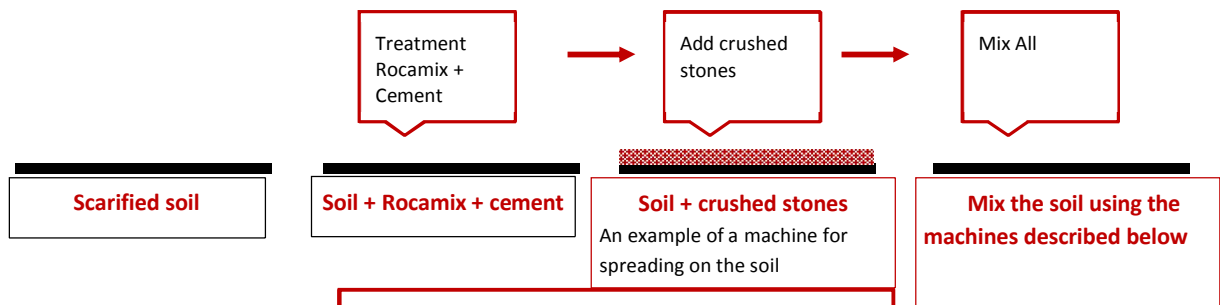 Treatment
Rocamix +
Cement
Add crushed
stones
Mix All
Scarified soil
Soil + Rocamix + cement
Soil + crushed stones
An example of a machine for
spreading on the soil
Mix the soil using the
machines described below